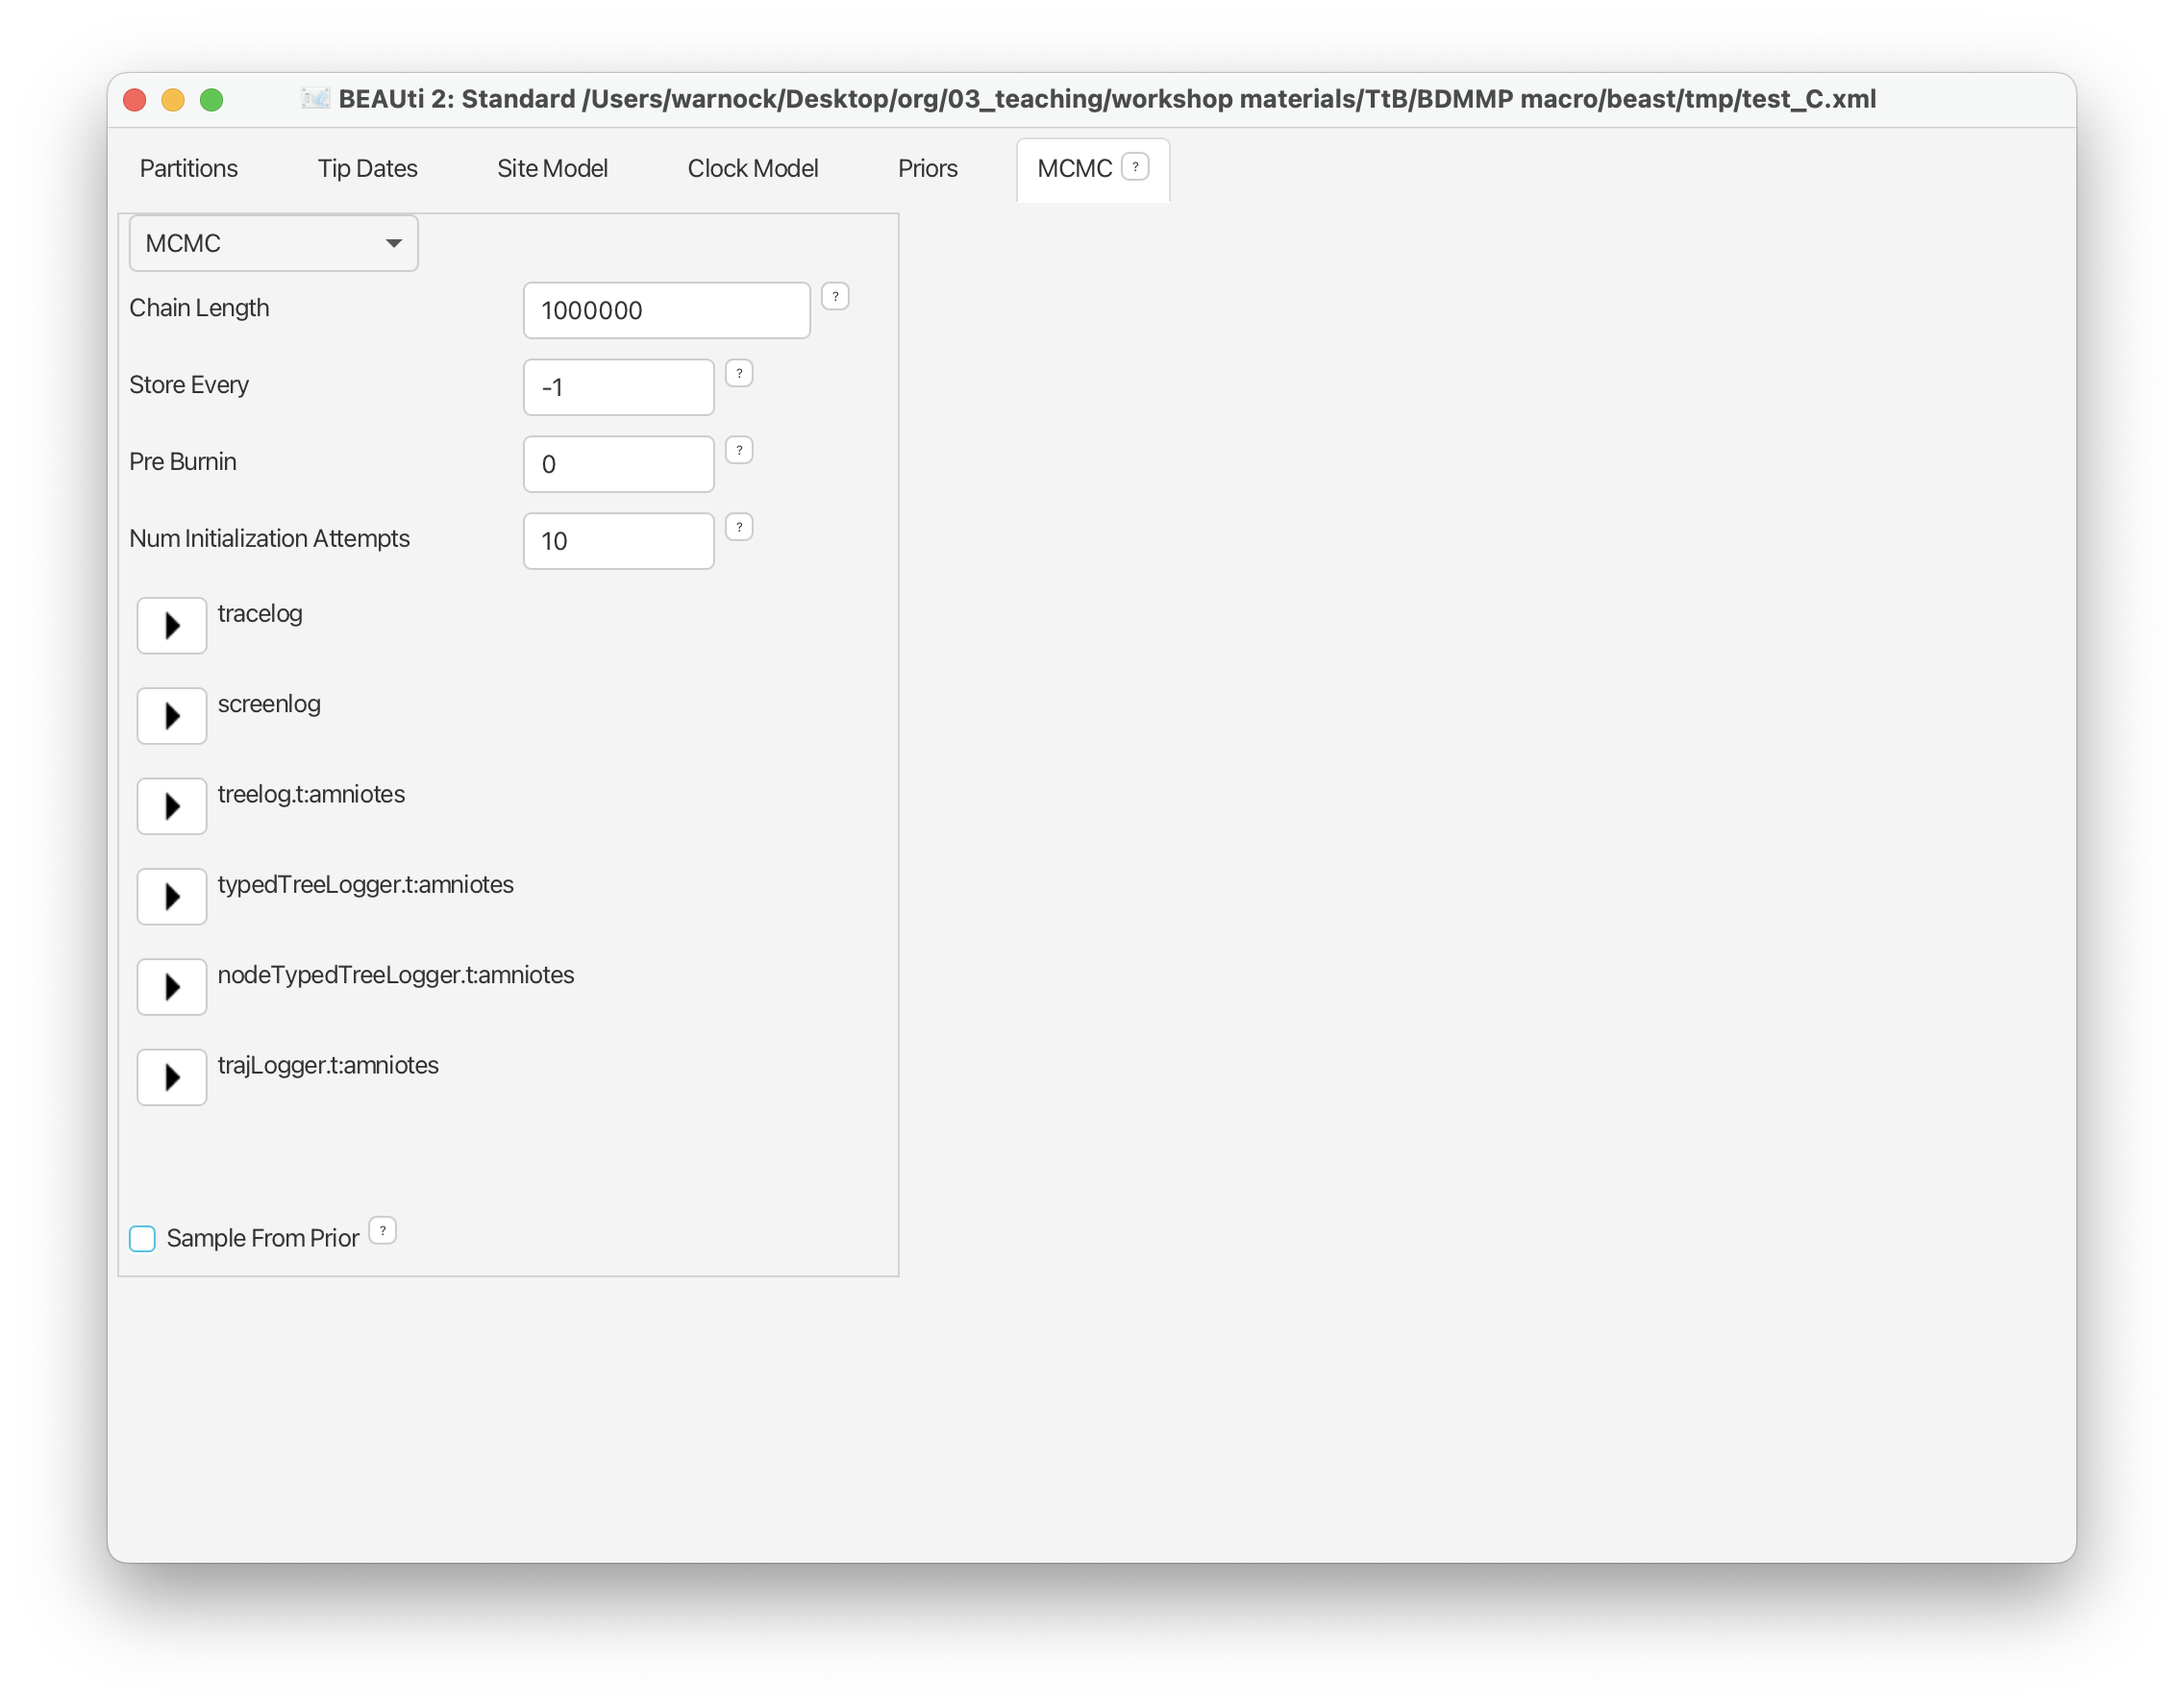 BEAUti 2: Standard /Users/warnock/Desktop/org/03_teaching/workshop materials/TtB/BDMMP macro/beast/tmp/test_C.xml
Partitions Tip Dates Site Model Clock Model Priors MCMC ?
MCMC
Chain Length 1000000 ?
Store Every -1 ?
Pre Burnin 0 ?
Num Initialization Attempts 10 ?
tracelog
screenlog
treelog.t:amniotes
typedTreeLogger.t:amniotes
nodeTypedTreeLogger.t:amniotes
trajLogger.t:amniotes
Sample From Prior ?